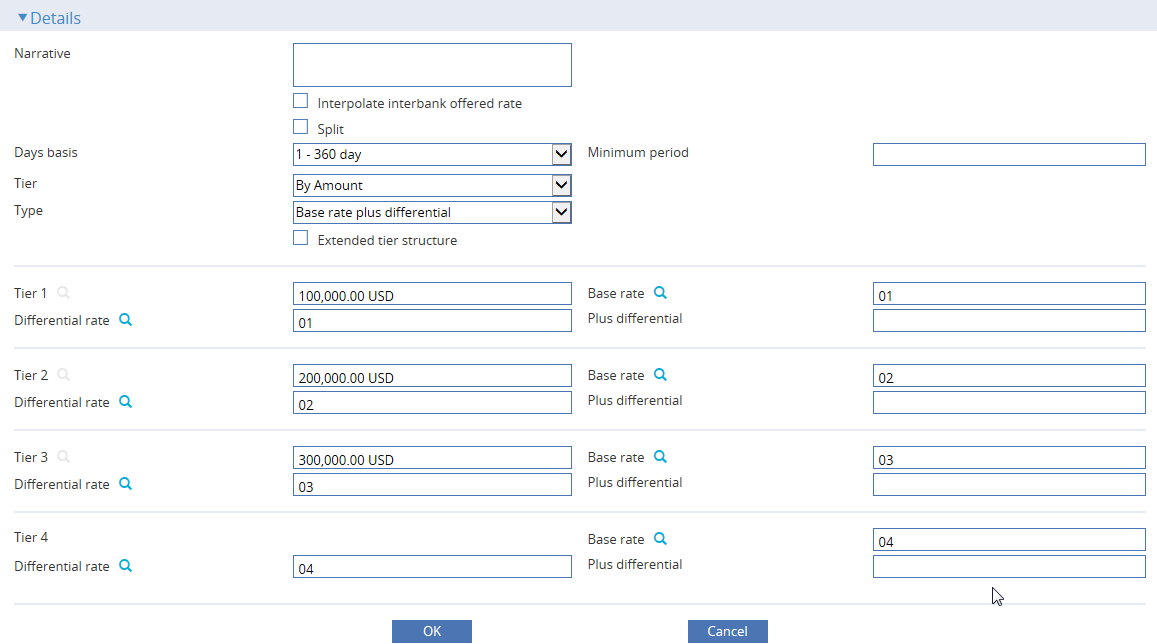 Details
Narrative
Interpolate interbank offered rate
Split
Days basis 1 - 360 day Minimum period
Tier By Amount
Type Base rate plus differential
Extended tier structure
Tier 1 100,000.00 USD Base rate 01
Differential rate 01 Plus differential
Tier 2 200,000.00 USD Base rate 02
Differential rate 02 Plus differential
Tier 3 300,000.00 USD Base rate 03
Differential rate 03 Plus differential
Tier 4 Base rate 04
Differential rate 04 Plus differential
OK Cancel